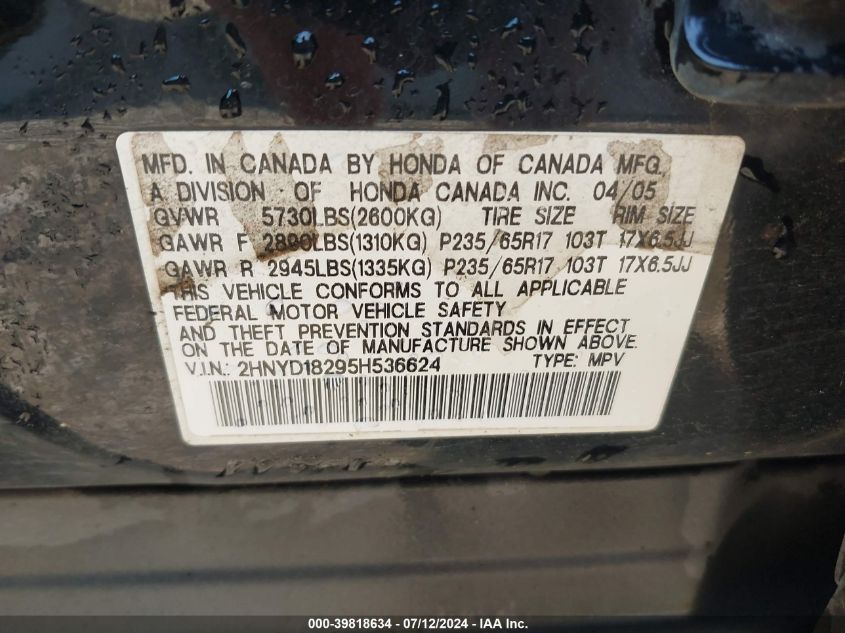 MFD. IN CANADA BY HONDA OF CANADA MFG.,
A DIVISION OF HONDA CANADA INC. 04/05
GVWR 5730LBS(2600KG) TIRE SIZE RIM SIZE
GAWR F 2890LBS(1310KG) P235/65R17 103T 17X6.5JJ
GAWR R 2945LBS(1335KG) P235/65R17 103T 17X6.5JJ
THIS VEHICLE CONFORMS TO ALL APPLICABLE
FEDERAL MOTOR VEHICLE SAFETY
AND THEFT PREVENTION STANDARDS IN EFFECT
ON THE DATE OF MANUFACTURE SHOWN ABOVE.
V.I.N.: 2HNYD18295H536624 TYPE: MPV
000-39818634 - 07/12/2024 - IAA Inc.